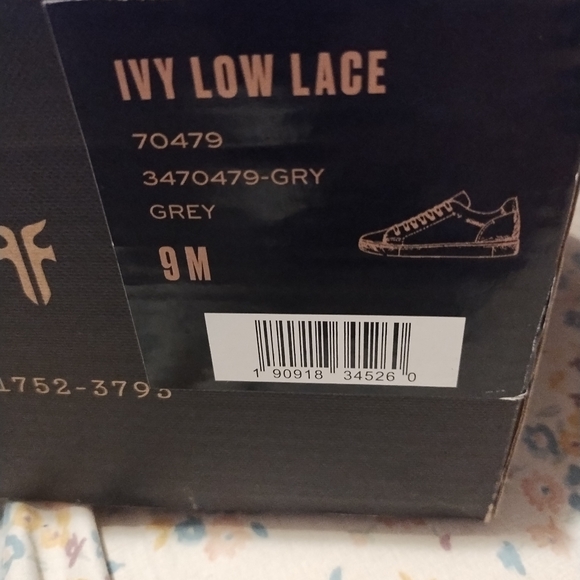 IVY LOW LACE
70479
3470479-GRY
GREY
9 M
1 90918 34526 0
1752-3795